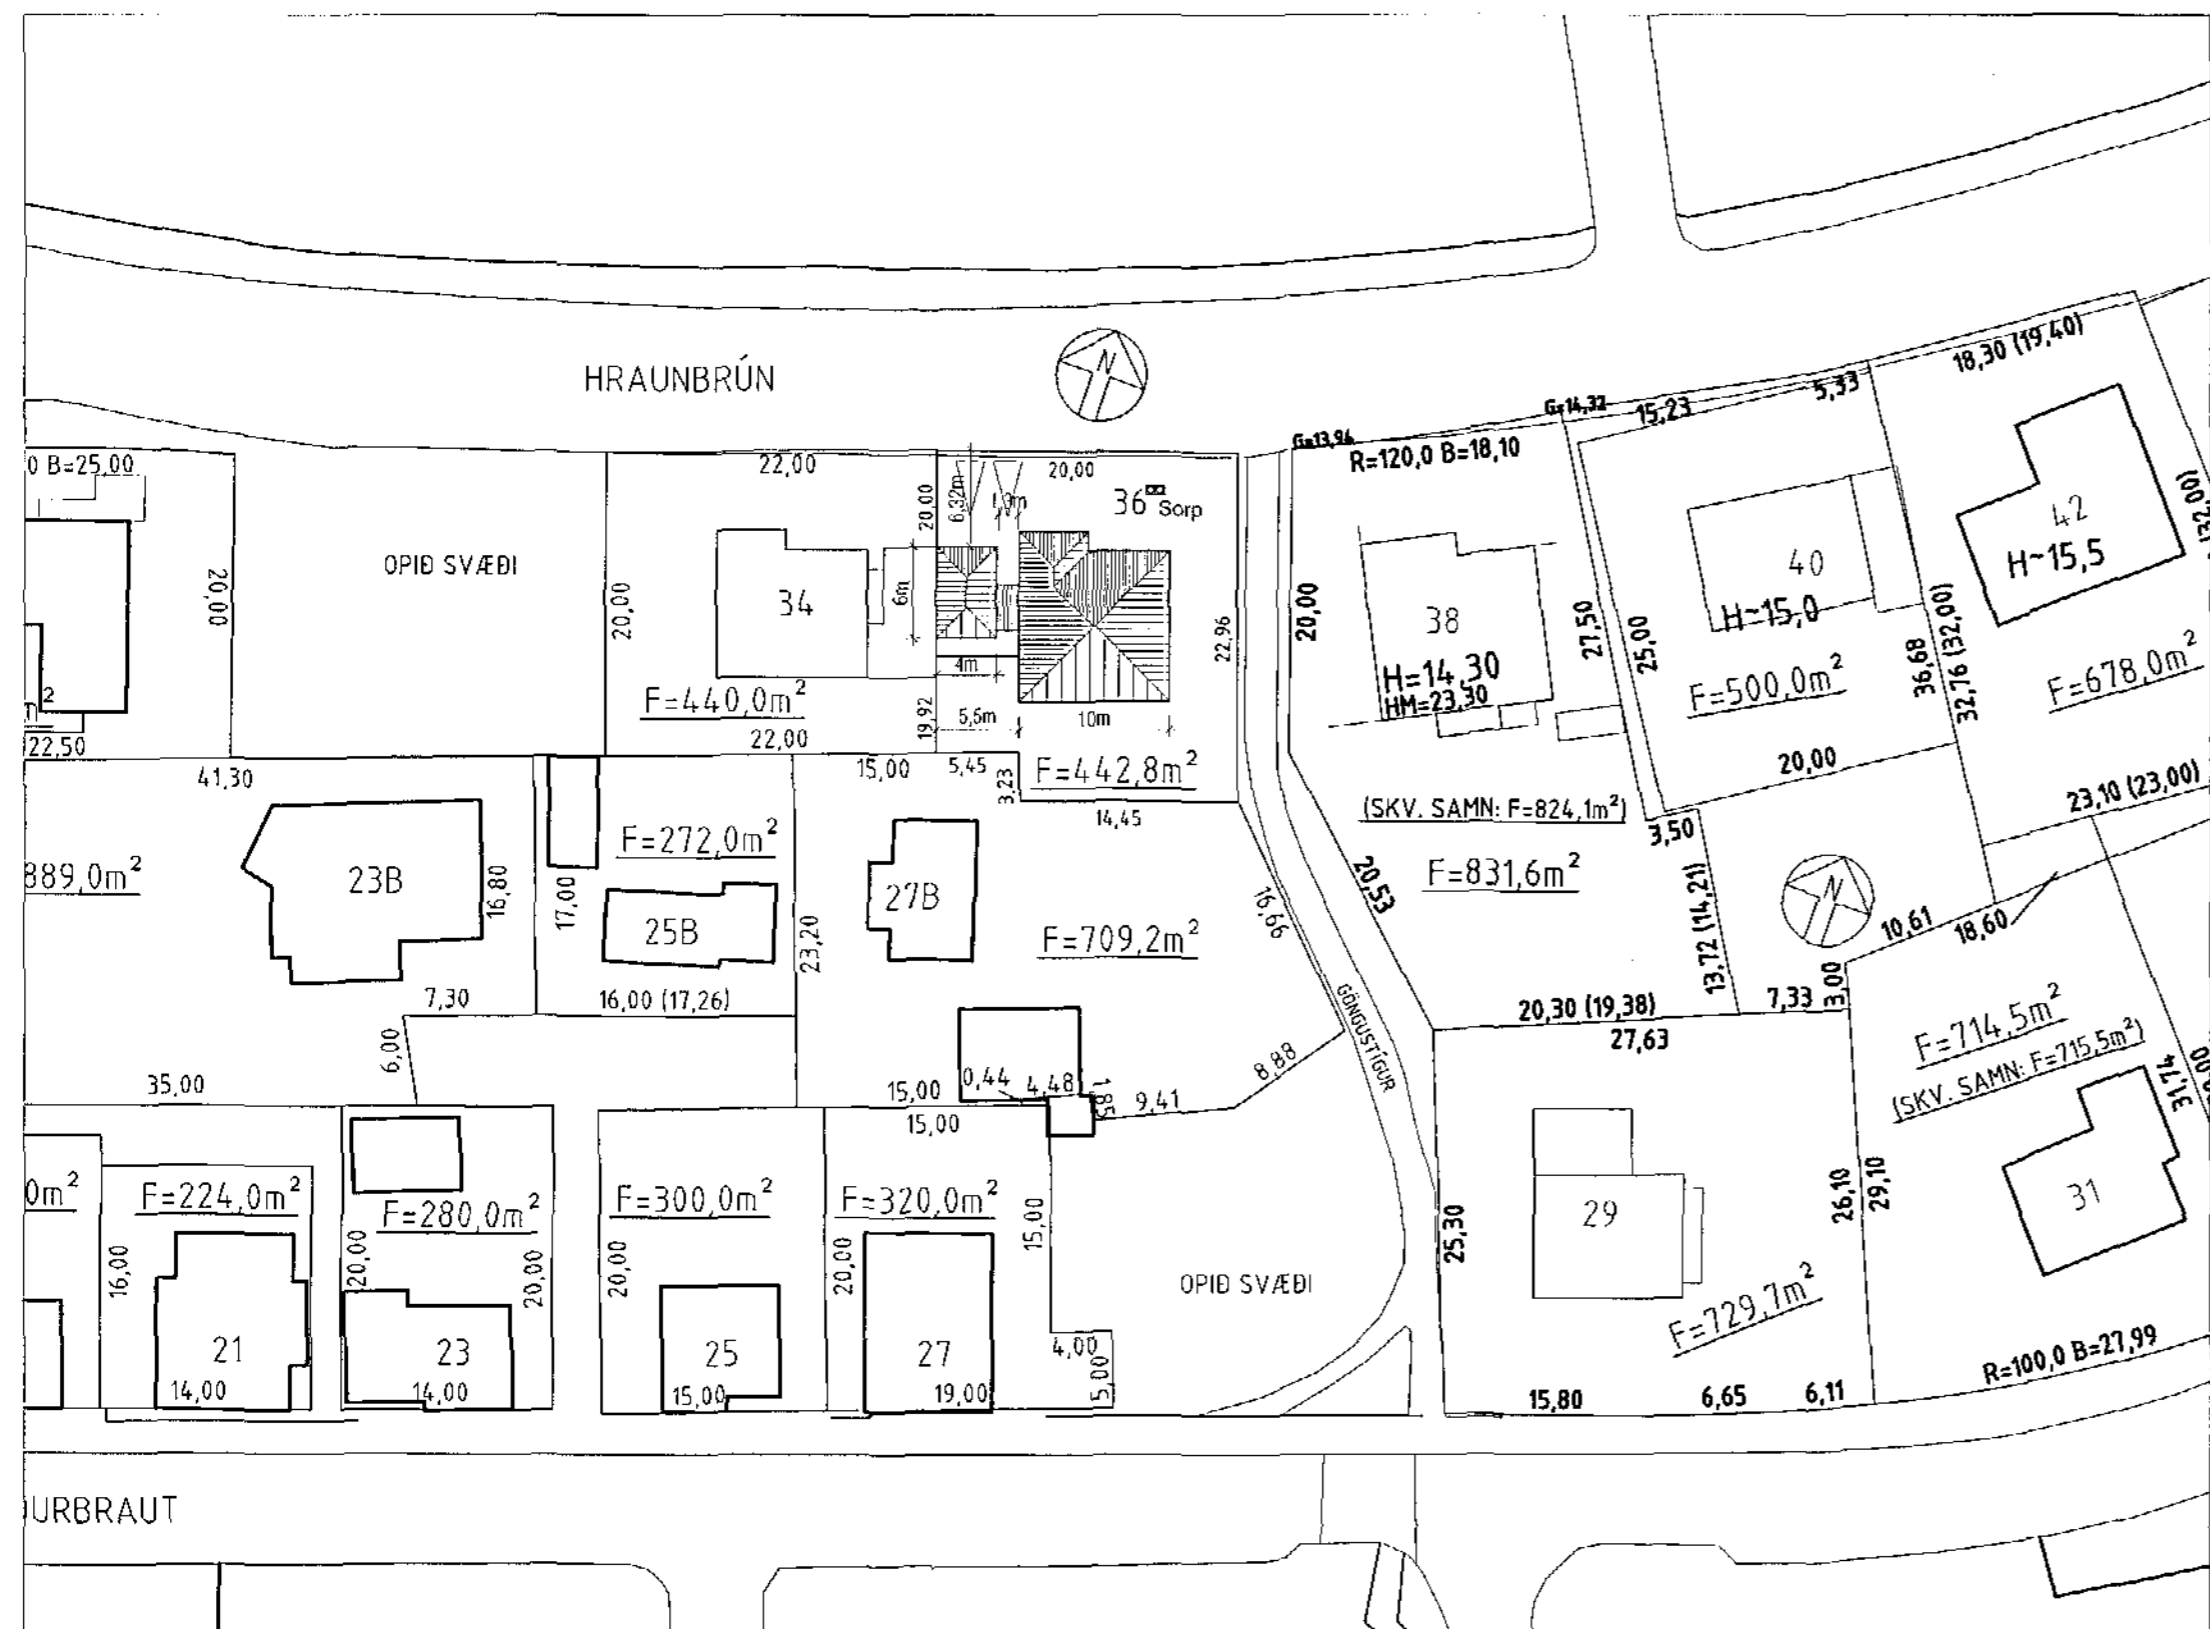 HRAUNBRÚN
N
18,30 (19,40)
5,33
G=14,32
15,23
G=13,94
R=120,0 B=18,10
0 B=25,00
22,00
20,00
36
Sorp
20,00
6,32m
(32,00)
42
H~15,5
OPIÐ SVÆÐI
20,00
20,00
34
6m
4m
22,96
20,00
38
H=14,30
HM=23,30
27,50
25,00
40
H~15,0
F=500,0m²
36,68
32,76 (32,00)
F=678,0m²
F=440,0m²
19,92
5,6m
10m
22,50
22,00
41,30
15,00
5,45
3,23
F=442,8m²
14,45
20,00
23,10 (23,00)
(SKV. SAMN: F=824,1m²)
3,50
F=831,6m²
889,0m²
23B
16,80
17,00
F=272,0m²
25B
23,20
27B
F=709,2m²
16,66
20,53
13,72 (14,21)
N
10,61
18,60
7,30
16,00 (17,26)
6,00
GÖNGUSTÍGUR
20,30 (19,38)
7,33
3,00
27,63
F=714,5m²
(SKV. SAMN: F=715,5m²)
31,74
35,00
15,00
0,44
4,48
1,85
9,41
8,88
15,00
0m²
F=224,0m²
F=280,0m²
F=300,0m²
F=320,0m²
15,00
16,00
20,00
20,00
20,00
20,00
OPIÐ SVÆÐI
25,30
29
26,10
29,10
31
F=729,7m²
21
14,00
23
14,00
25
15,00
27
19,00
4,00
5,00
15,80
6,65
6,11
R=100,0 B=27,99
URBRAUT